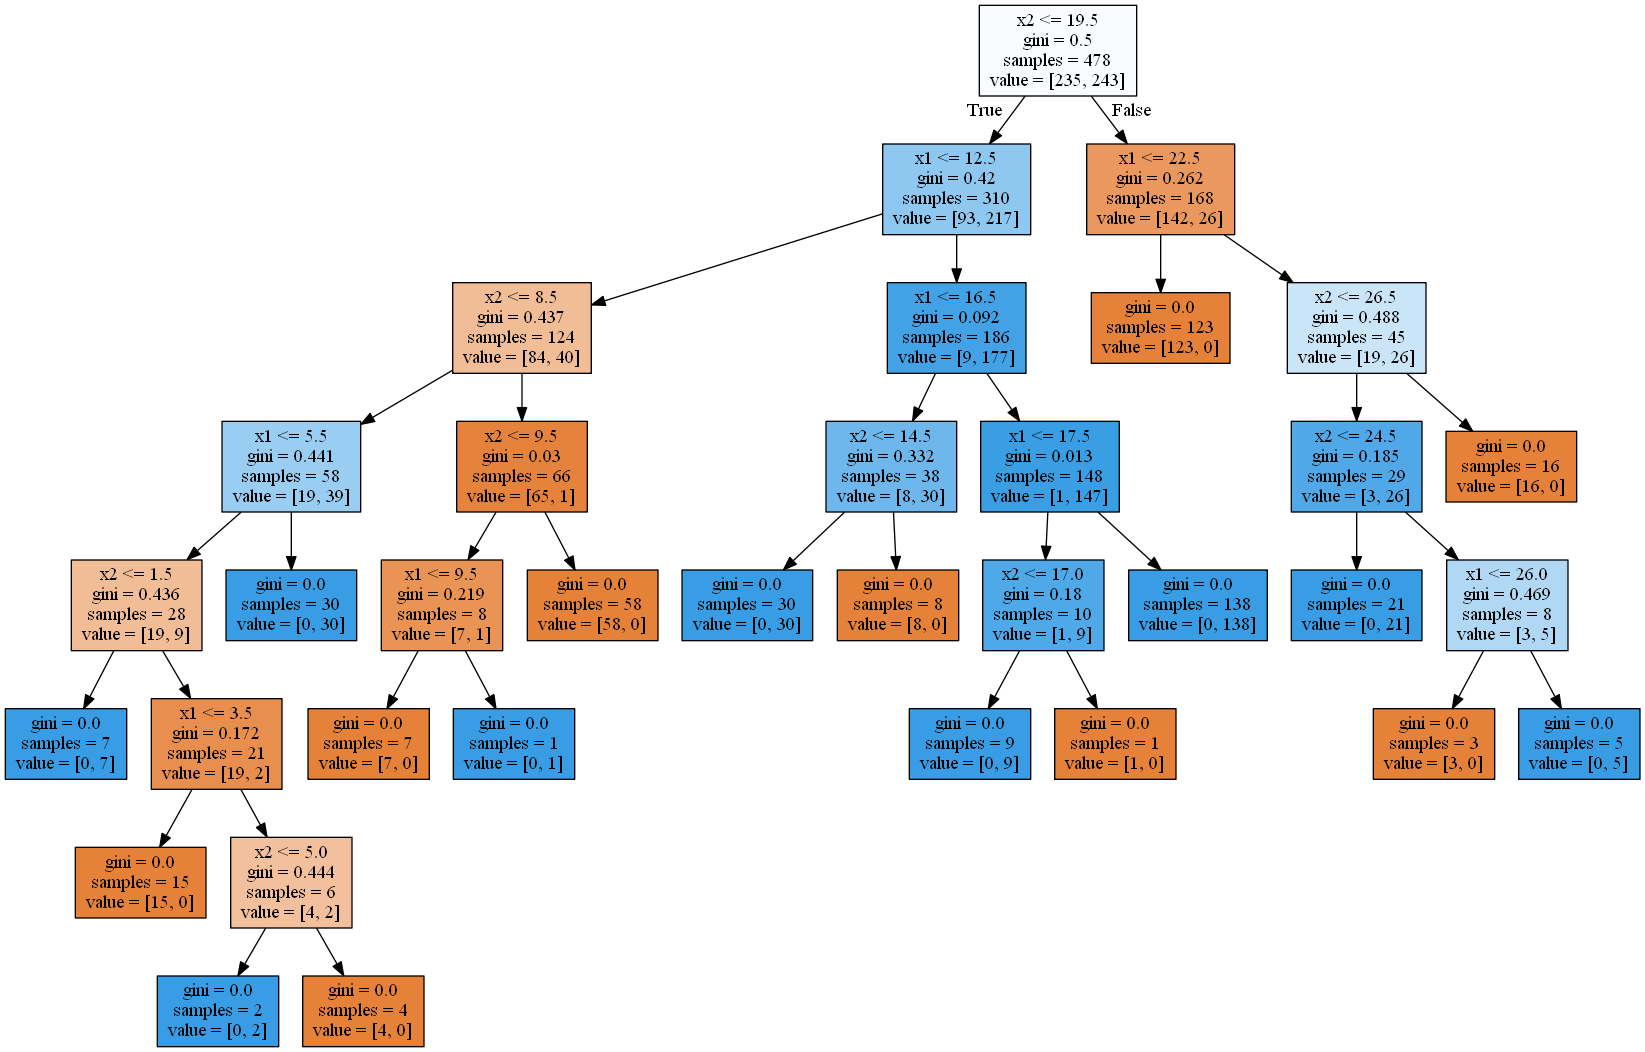 x2 <= 19.5
gini = 0.5
samples = 478
value = [235, 243]
True
False
x1 <= 12.5
gini = 0.42
samples = 310
value = [93, 217]
x1 <= 22.5
gini = 0.262
samples = 168
value = [142, 26]
x2 <= 8.5
gini = 0.437
samples = 124
value = [84, 40]
x1 <= 16.5
gini = 0.092
samples = 186
value = [9, 177]
gini = 0.0
samples = 123
value = [123, 0]
x2 <= 26.5
gini = 0.488
samples = 45
value = [19, 26]
x1 <= 5.5
gini = 0.441
samples = 58
value = [19, 39]
x2 <= 9.5
gini = 0.03
samples = 66
value = [65, 1]
x2 <= 14.5
gini = 0.332
samples = 38
value = [8, 30]
x1 <= 17.5
gini = 0.013
samples = 148
value = [1, 147]
x2 <= 24.5
gini = 0.185
samples = 29
value = [3, 26]
gini = 0.0
samples = 16
value = [16, 0]
x2 <= 1.5
gini = 0.436
samples = 28
value = [19, 9]
gini = 0.0
samples = 30
value = [0, 30]
x1 <= 9.5
gini = 0.219
samples = 8
value = [7, 1]
gini = 0.0
samples = 58
value = [58, 0]
gini = 0.0
samples = 30
value = [0, 30]
gini = 0.0
samples = 8
value = [8, 0]
x2 <= 17.0
gini = 0.18
samples = 10
value = [1, 9]
gini = 0.0
samples = 138
value = [0, 138]
gini = 0.0
samples = 21
value = [0, 21]
x1 <= 26.0
gini = 0.469
samples = 8
value = [3, 5]
gini = 0.0
samples = 7
value = [0, 7]
x1 <= 3.5
gini = 0.172
samples = 21
value = [19, 2]
gini = 0.0
samples = 7
value = [7, 0]
gini = 0.0
samples = 1
value = [0, 1]
gini = 0.0
samples = 9
value = [0, 9]
gini = 0.0
samples = 1
value = [1, 0]
gini = 0.0
samples = 3
value = [3, 0]
gini = 0.0
samples = 5
value = [0, 5]
gini = 0.0
samples = 15
value = [15, 0]
x2 <= 5.0
gini = 0.444
samples = 6
value = [4, 2]
gini = 0.0
samples = 2
value = [0, 2]
gini = 0.0
samples = 4
value = [4, 0]